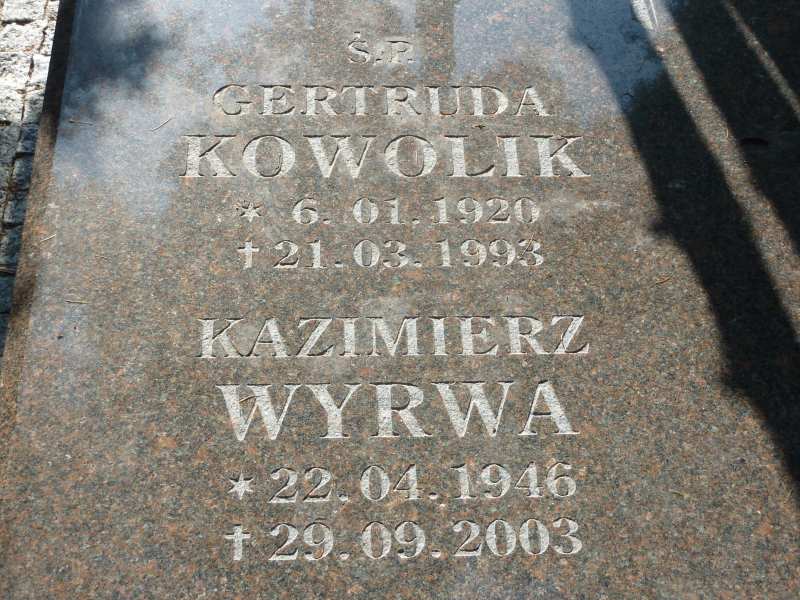 Ś.P.
GERTRUDA
KOWOLIK
* 6. 01. 1920
† 21. 03. 1993
KAZIMIERZ
WYRWA
* 22. 04. 1946
† 29. 09. 2003